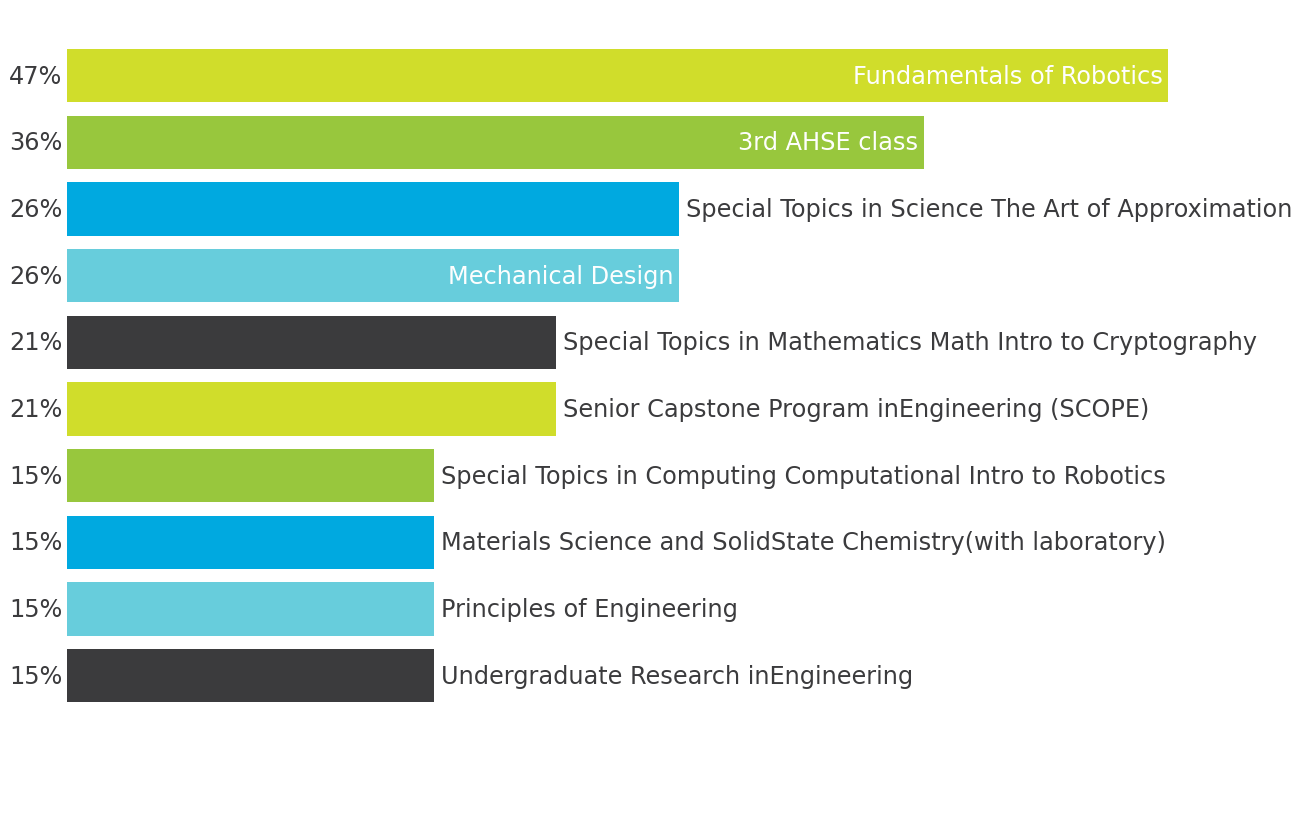 47% Fundamentals of Robotics
36% 3rd AHSE class
26% Special Topics in Science The Art of Approximation
26% Mechanical Design
21% Special Topics in Mathematics Math Intro to Cryptography
21% Senior Capstone Program inEngineering (SCOPE)
15% Special Topics in Computing Computational Intro to Robotics
15% Materials Science and SolidState Chemistry(with laboratory)
15% Principles of Engineering
15% Undergraduate Research inEngineering